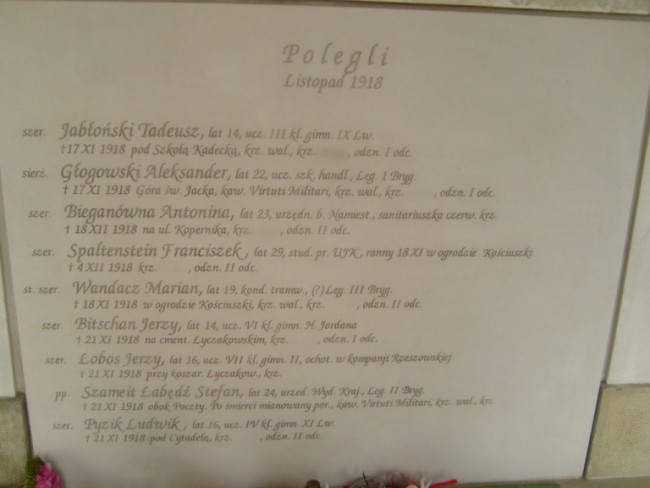 Polegli
Listopad 1918
szer. Jabłoński Tadeusz, lat 14, ucz. III kl. gimn. IX Lw.
†17 XI 1918 pod Szkołą Kadecką, krz. wal., krz. , odzn. I odc.
sierż. Głogowski Aleksander, lat 22, ucz. szk. handl., Leg. I Bryg.
† 17 XI 1918 Góra św. Jacka, kaw. Virtuti Militari, krz. wal., krz. , odzn. I odc.
szer. Bieganówna Antonina, lat 23, urzędn. b. Namiest., sanitariuszka czerw. krz.
† 18 XII 1918 na ul. Kopernika, krz. , odzn. II odc.
szer. Spaltenstein Franciszek, lat 29, stud. pr. UJK, ranny 18 XI w ogrodzie Kościuszki
† 4 XII 1918 krz. , odzn. II odc.
st. szer. Wandacz Marian, lat 19, kond. tramw., (?) Leg. III Bryg.
† 18 XI 1918 w ogrodzie Kościuszki, krz. wal., krz. , odzn. II odc.
szer. Bitschan Jerzy, lat 14, ucz. VI kl. gimn. H. Jordana
† 21 XI 1918 na cment. Łyczakowskim, krz. , odzn. I odc.
szer. Łobos Jerzy, lat 16, ucz. VII kl. gimn. II, ochot. w kompanji Rzeszowskiej
† 21 XI 1918 przy koszar. Łyczakow., krz.
pp. Szameit Łabędź Stefan, lat 24, urzęd. Wyd. Kraj., Leg. II Bryg.
† 21 XI 1918 obok Poczty. Po śmierci mianowany por., kaw. Virtuti Militari, krz. wal., krz.
szer. Pyzik Ludwik, lat 16, ucz. IV kl. gimn. XI Lw.
† 21 XI 1918 pod Cytadelą, krz. , odzn. II odc.